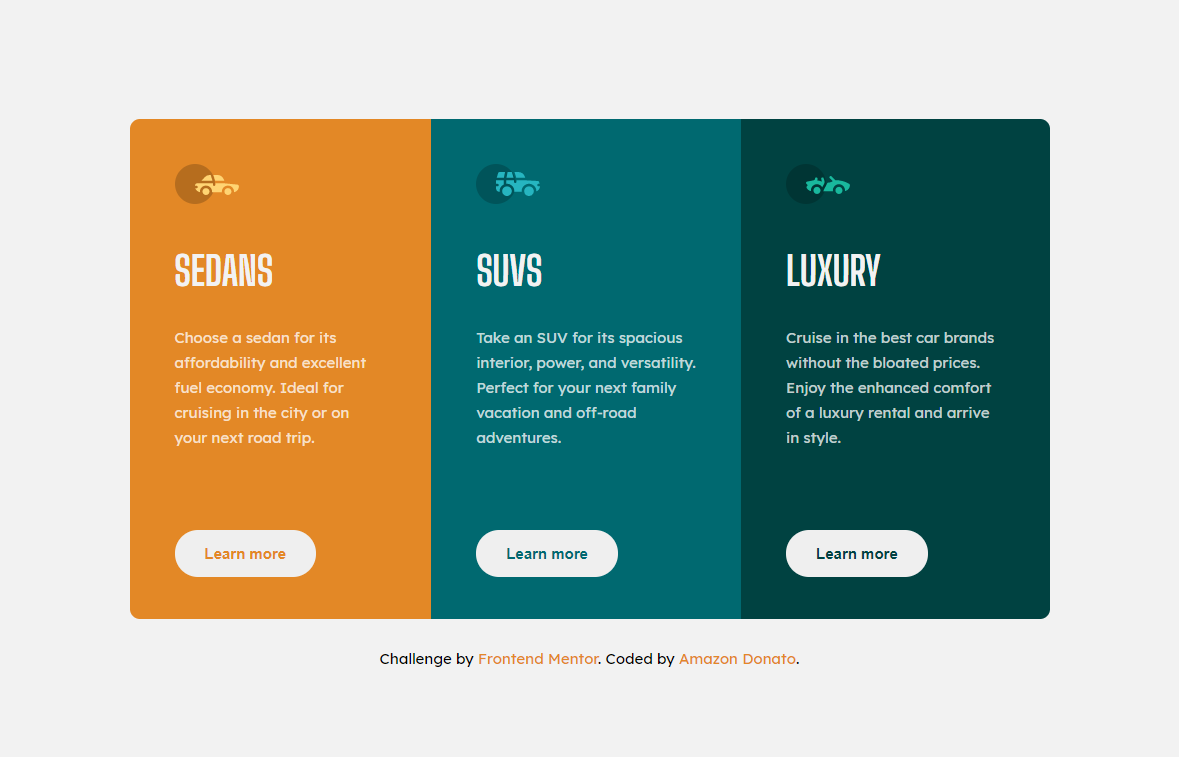 SEDANS
Choose a sedan for its
affordability and excellent
fuel economy. Ideal for
cruising in the city or on
your next road trip.
Learn more
SUVS
Take an SUV for its spacious
interior, power, and versatility.
Perfect for your next family
vacation and off-road
adventures.
Learn more
LUXURY
Cruise in the best car brands
without the bloated prices.
Enjoy the enhanced comfort
of a luxury rental and arrive
in style.
Learn more
Challenge by Frontend Mentor. Coded by Amazon Donato.